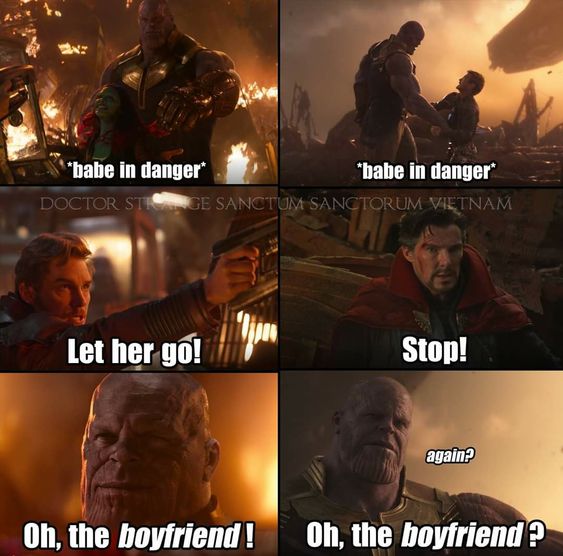 *babe in danger*
*babe in danger*
DOCTOR STRANGE SANCTUM SANCTORUM VIETNAM
Let her go!
Stop!
Oh, the boyfriend!
again?
Oh, the boyfriend?